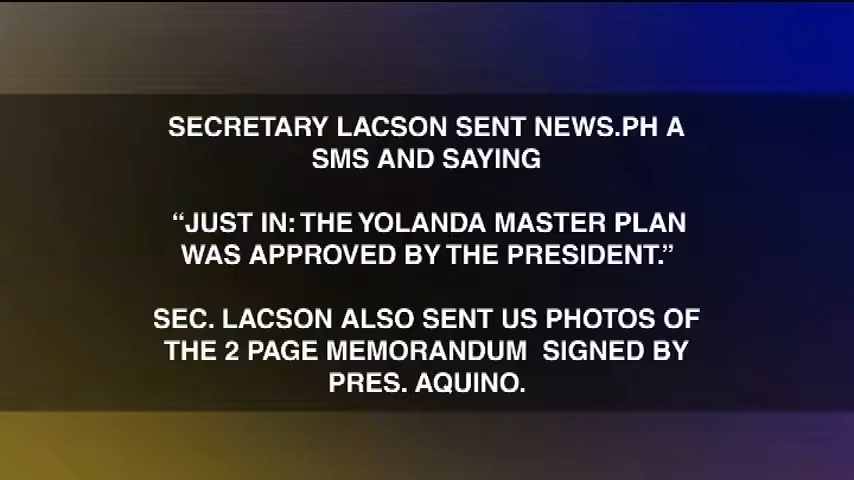 SECRETARY LACSON SENT NEWS.PH A
SMS AND SAYING
“JUST IN: THE YOLANDA MASTER PLAN
WAS APPROVED BY THE PRESIDENT.”
SEC. LACSON ALSO SENT US PHOTOS OF
THE 2 PAGE MEMORANDUM  SIGNED BY
PRES. AQUINO.